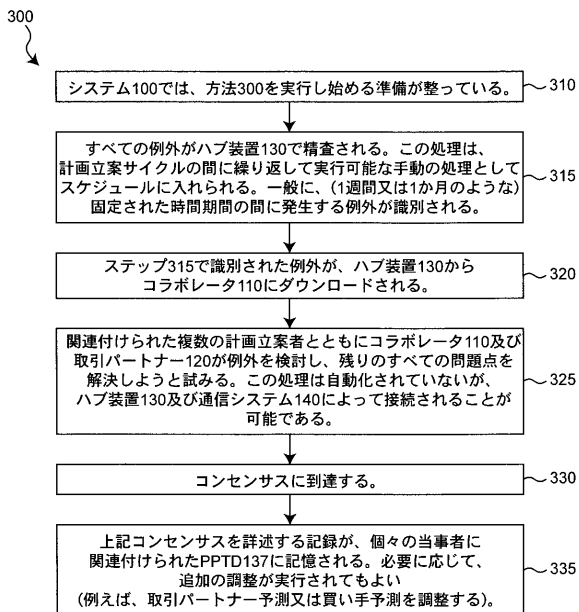 300
システム100では、方法300を実行し始める準備が整っている。
310
すべての例外がハブ装置130で精査される。この処理は、
計画立案サイクルの間に繰り返して実行可能な手動の処理として
スケジュールに入れられる。一般に、(1週間又は1か月のような)
固定された時間期間の間に発生する例外が識別される。
315
ステップ315で識別された例外が、ハブ装置130から
コラボレータ110にダウンロードされる。
320
関連付けられた複数の計画立案者とともにコラボレータ110及び
取引パートナー120が例外を検討し、残りのすべての問題点を
解決しようと試みる。この処理は自動化されていないが、
ハブ装置130及び通信システム140によって接続されることが
可能である。
325
コンセンサスに到達する。
330
上記コンセンサスを詳述する記録が、個々の当事者に
関連付けられたPPTD137に記憶される。必要に応じて、
追加の調整が実行されてもよい
(例えば、取引パートナー予測又は買い手予測を調整する)。
335